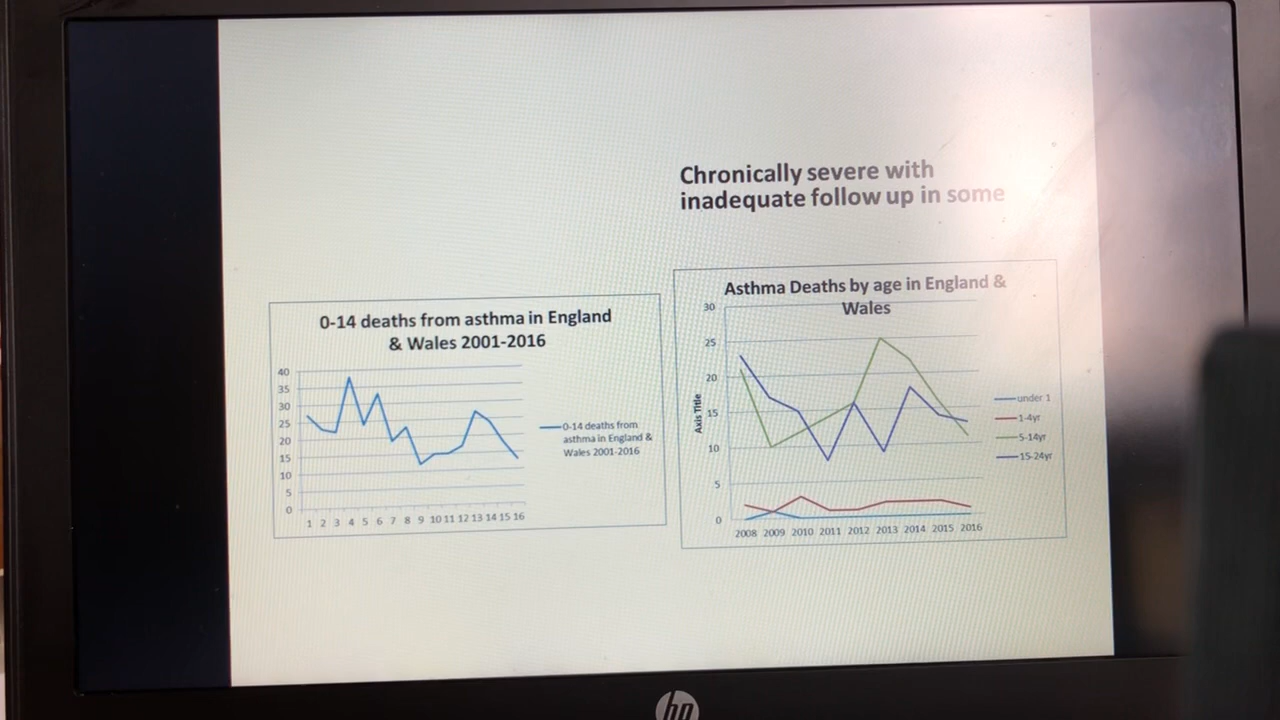 Chronically severe with
inadequate follow up in some
0-14 deaths from asthma in England
& Wales 2001-2016
40
35
30
25
20
15
10
5
0
1 2 3 4 5 6 7 8 9 10 11 12 13 14 15 16
0-14 deaths from
asthma in England &
Wales 2001-2016
Asthma Deaths by age in England &
Wales
30
25
20
15
10
5
0
Axis Title
2008 2009 2010 2011 2012 2013 2014 2015 2016
under 1
1-4yr
5-14yr
15-24yr
hp